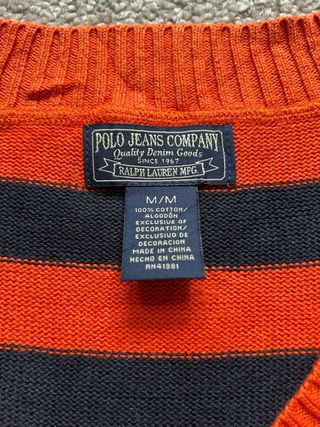 POLO JEANS COMPANY
Quality Denim Goods
SINCE 1967
RALPH LAUREN MFG.
M/M
100% COTTON/
ALGODÓN
EXCLUSIVE OF
DECORATION/
EXCLUSIVO DE
DECORACION
MADE IN CHINA
HECHO EN CHINA
RN41381